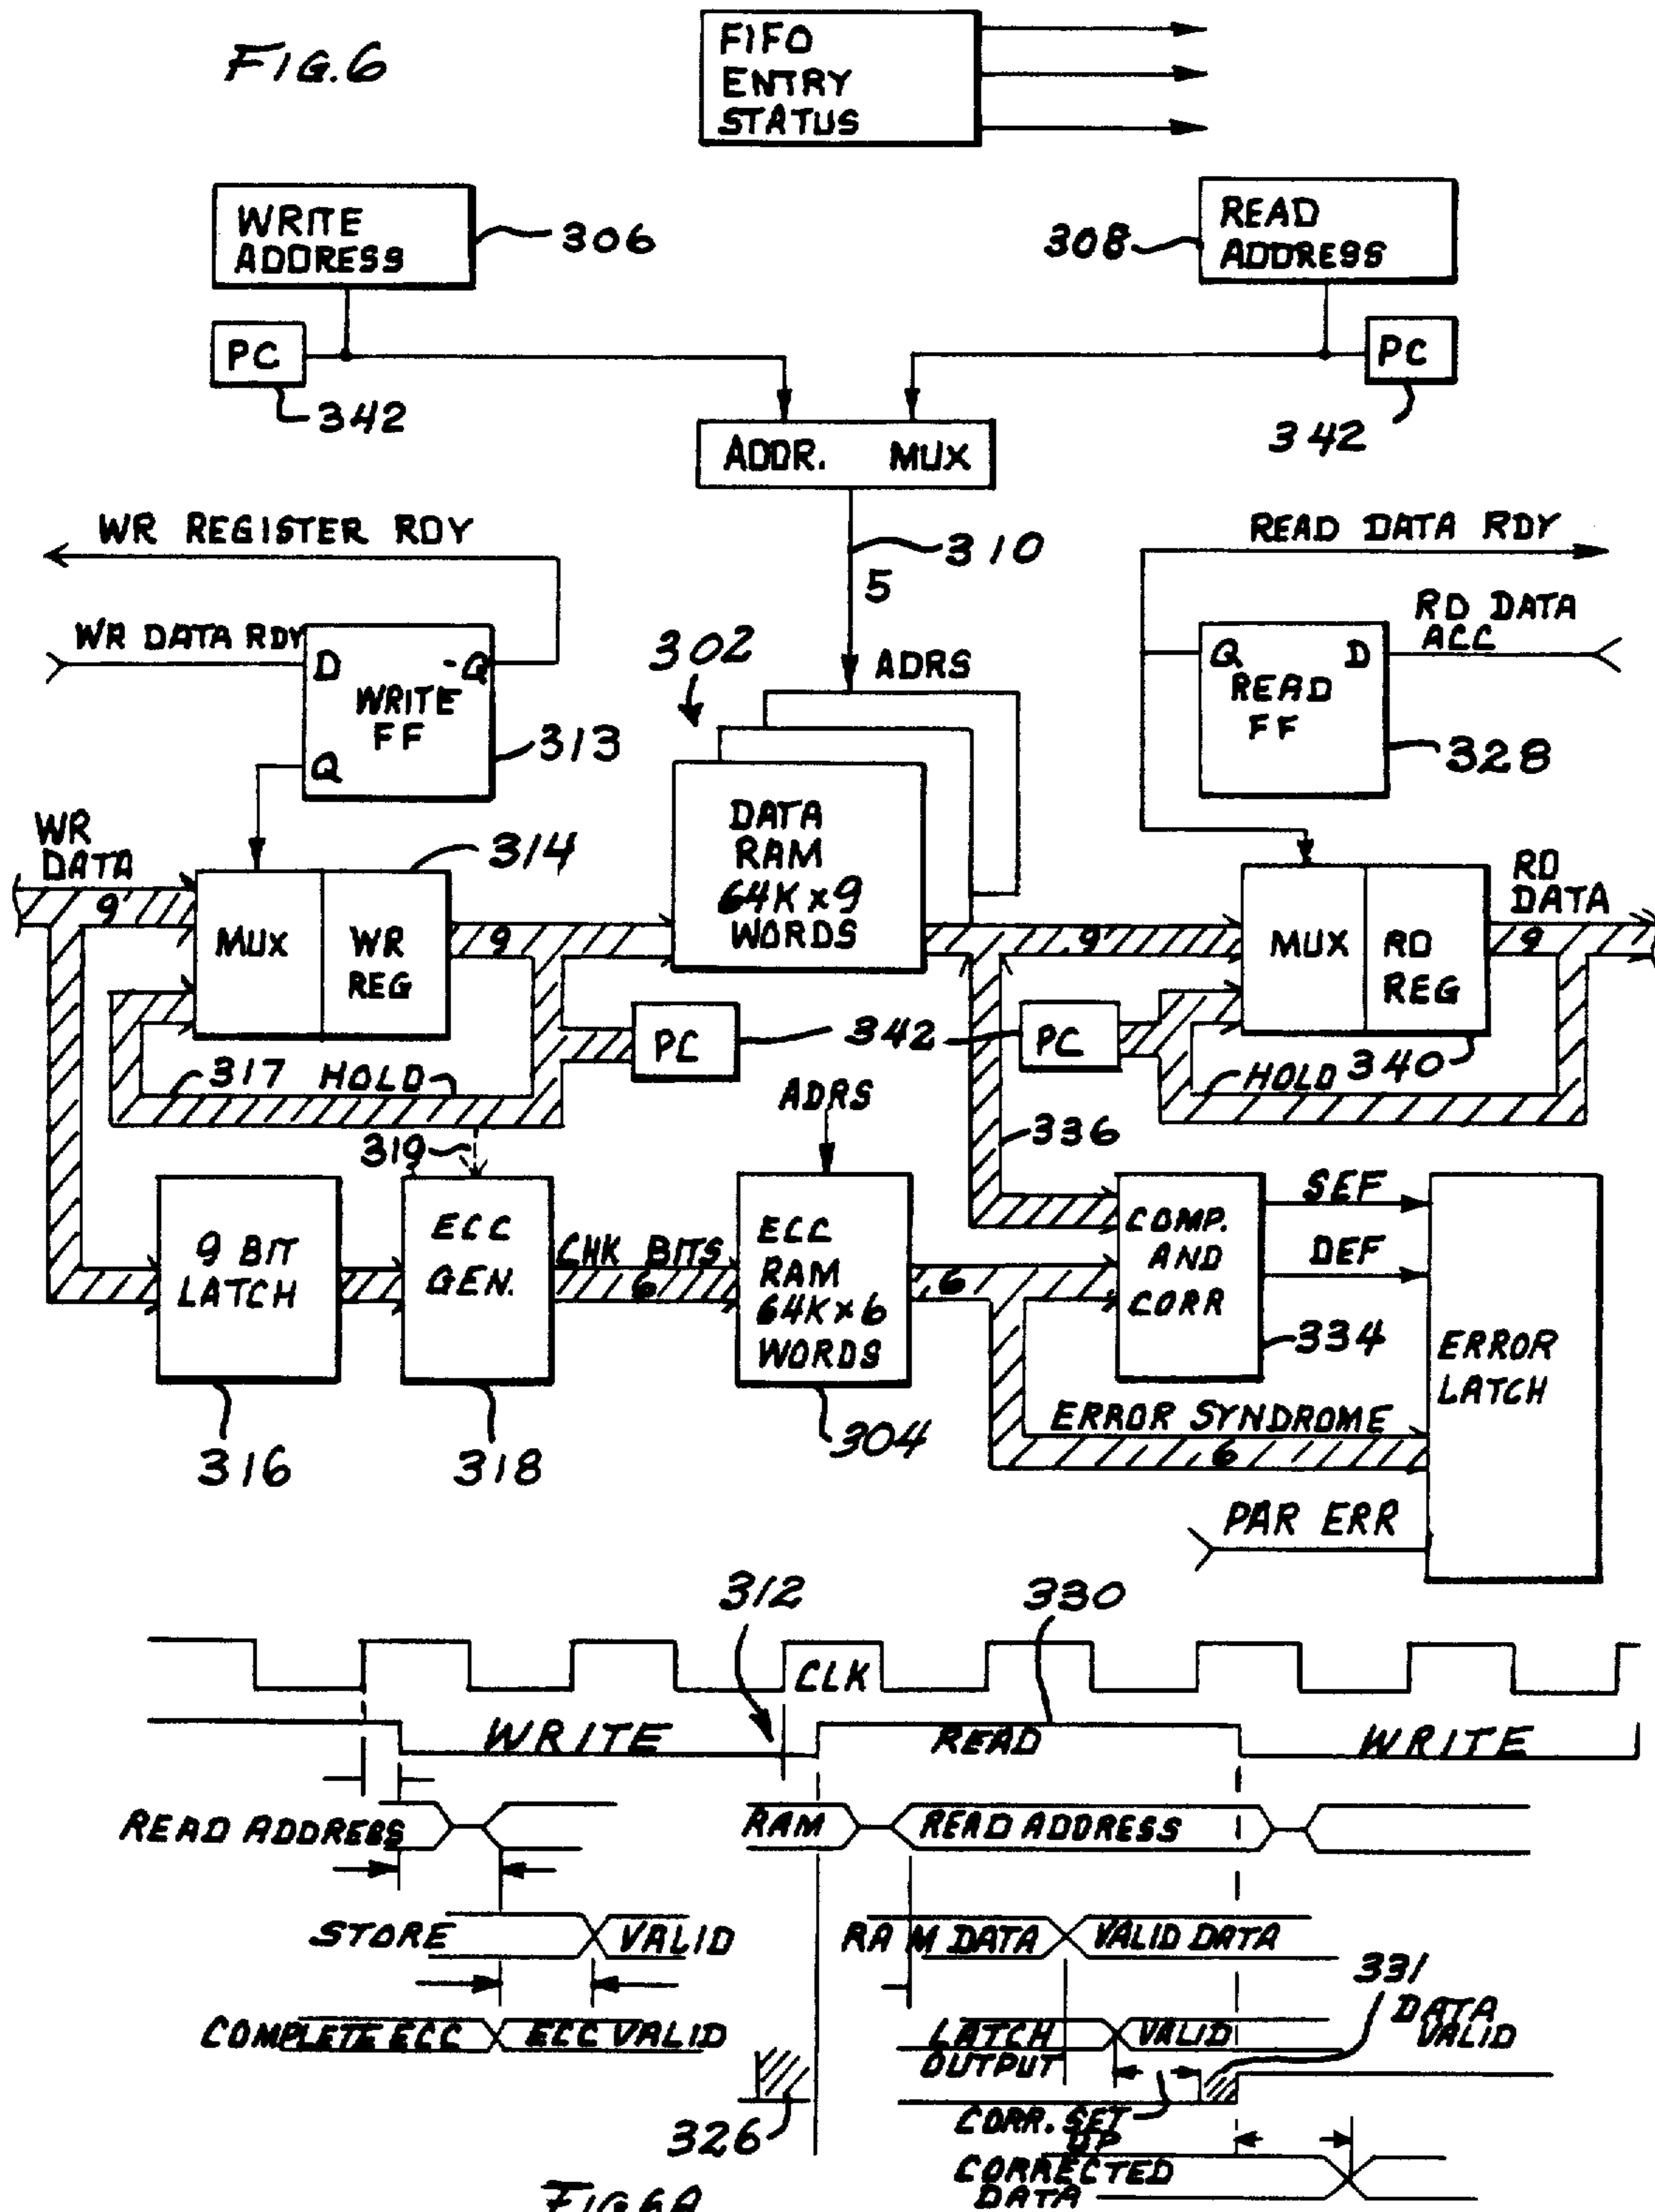 FIG.6
FIFO
ENTRY
STATUS
WRITE
ADDRESS
306
308
READ
ADDRESS
PC
342
PC
342
ADDR. MUX
WR REGISTER RDY
310
5
READ DATA RDY
WR DATA RDY
D -Q
WRITE
FF
Q
313
302
ADRS
RD DATA
ACC
Q D
READ
FF
328
WR
DATA
9
314
MUX
WR
REG
9
DATA
RAM
64K x 9
WORDS
9
MUX
RD
REG
RD
DATA
9
PC
342
PC
340
317 HOLD
HOLD
319
ADRS
336
9 BIT
LATCH
316
ECC
GEN.
318
CHK BITS
6
ECC
RAM
64K x 6
WORDS
304
6
COMP.
AND
CORR
334
SEF
DEF
ERROR
LATCH
ERROR SYNDROME
6
PAR ERR
312
330
CLK
WRITE
READ
WRITE
READ ADDRESS
RAM
READ ADDRESS
STORE
VALID
RAM DATA
VALID DATA
331
COMPLETE ECC
ECC VALID
LATCH
OUTPUT
VALID
DATA
VALID
326
CORR. SET
UP
CORRECTED
DATA
FIG 6A